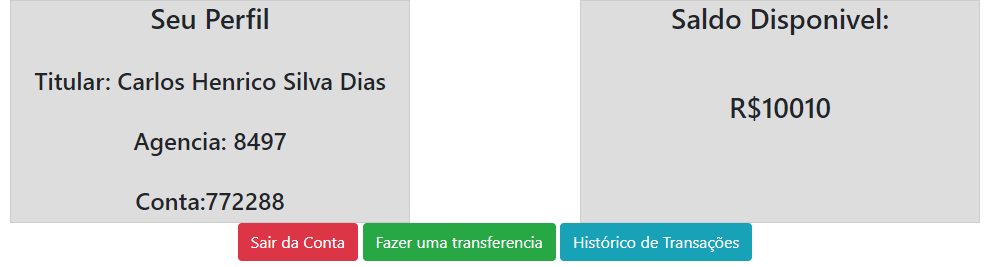 Seu Perfil
Titular: Carlos Henrico Silva Dias
Agencia: 8497
Conta:772288
Saldo Disponivel:
R$10010
Sair da Conta
Fazer uma transferencia
Histórico de Transações